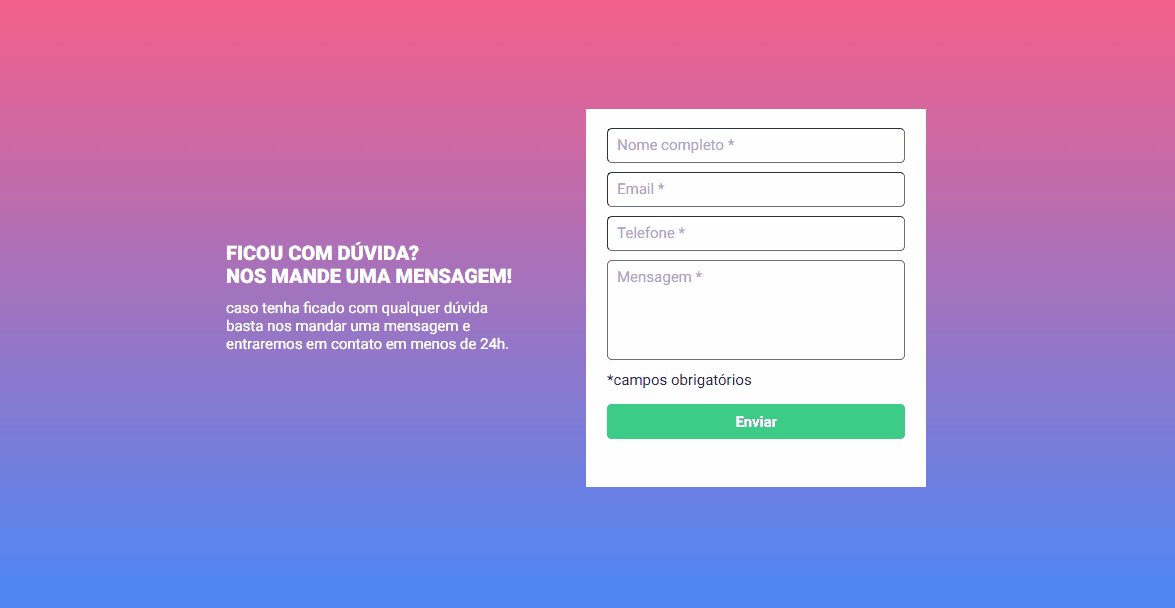 FICOU COM DÚVIDA?
NOS MANDE UMA MENSAGEM!
caso tenha ficado com qualquer dúvida
basta nos mandar uma mensagem e
entraremos em contato em menos de 24h.
Nome completo *
Email *
Telefone *
Mensagem *
*campos obrigatórios
Enviar